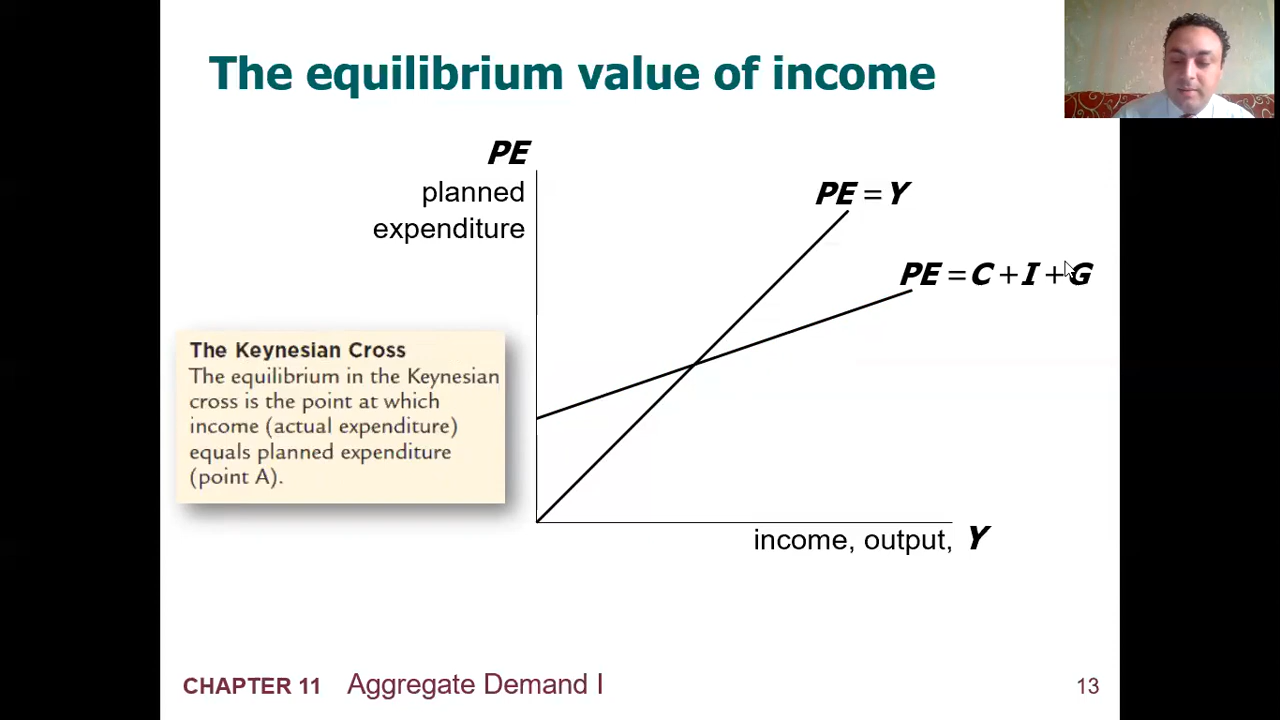 The equilibrium value of income
PE
planned
expenditure
PE = Y
PE = C + I + G
The Keynesian Cross
The equilibrium in the Keynesian
cross is the point at which
income (actual expenditure)
equals planned expenditure
(point A).
income, output, Y
CHAPTER 11 Aggregate Demand I
13